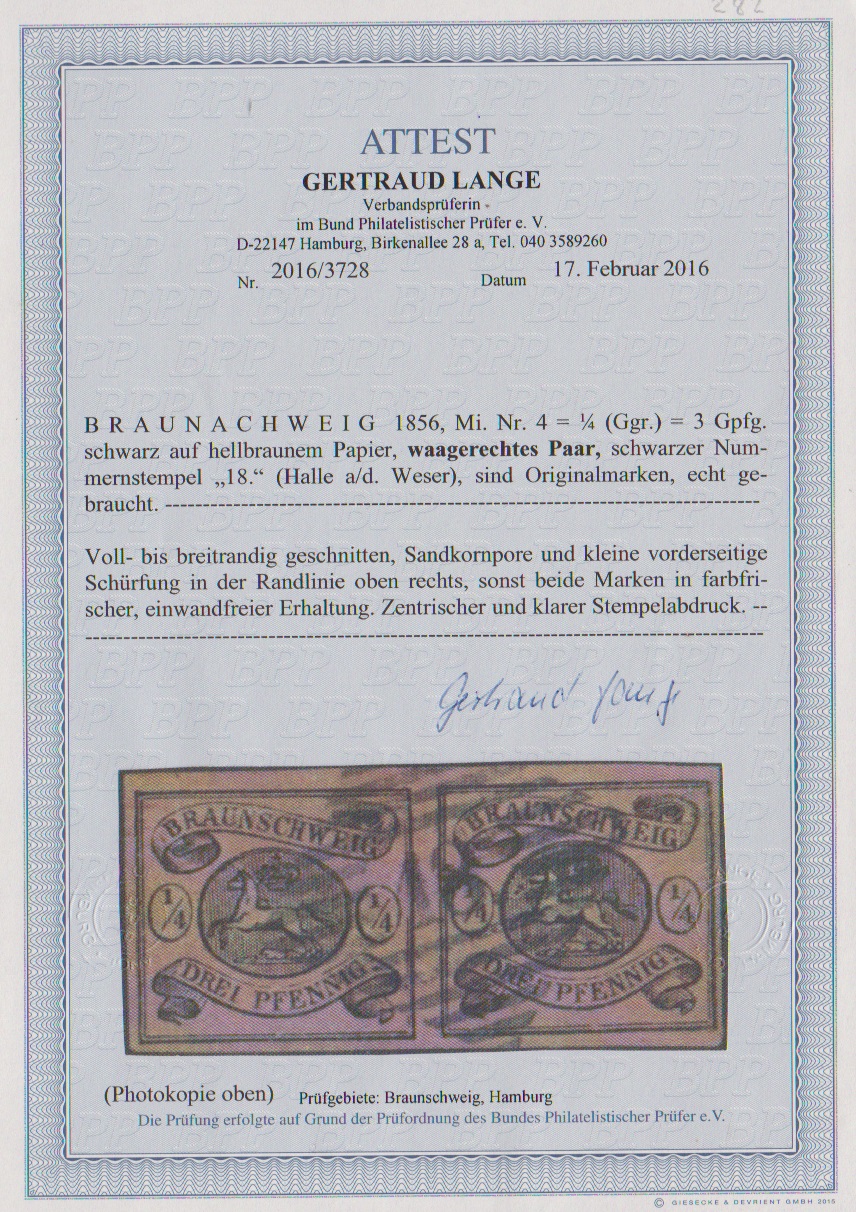 282
ATTEST
GERTRAUD LANGE
Verbandsprüferin
im Bund Philatelistischer Prüfer e. V.
D-22147 Hamburg, Birkenallee 28 a, Tel. 040 3589260
Nr. 2016/3728 Datum 17. Februar 2016
BRAUNACHWEIG 1856, Mi. Nr. 4 = ¼ (Ggr.) = 3 Gpfg.
schwarz auf hellbraunem Papier, waagerechtes Paar, schwarzer Num-
mernstempel „18.“ (Halle a/d. Weser), sind Originalmarken, echt ge-
braucht. ---
Voll- bis breitrandig geschnitten, Sandkornpore und kleine vorderseitige
Schürfung in der Randlinie oben rechts, sonst beide Marken in farbfri-
scher, einwandfreier Erhaltung. Zentrischer und klarer Stempelabdruck. --
Gertraud Lange
BRAUNSCHWEIG BRAUNSCHWEIG
1/4 1/4 1/4 1/4
DREI PFENNIG DREI PFENNIG
(Photokopie oben) Prüfgebiete: Braunschweig, Hamburg
Die Prüfung erfolgte auf Grund der Prüfordnung des Bundes Philatelistischer Prüfer e.V.
© GIESECKE & DEVRIENT GMBH 2015